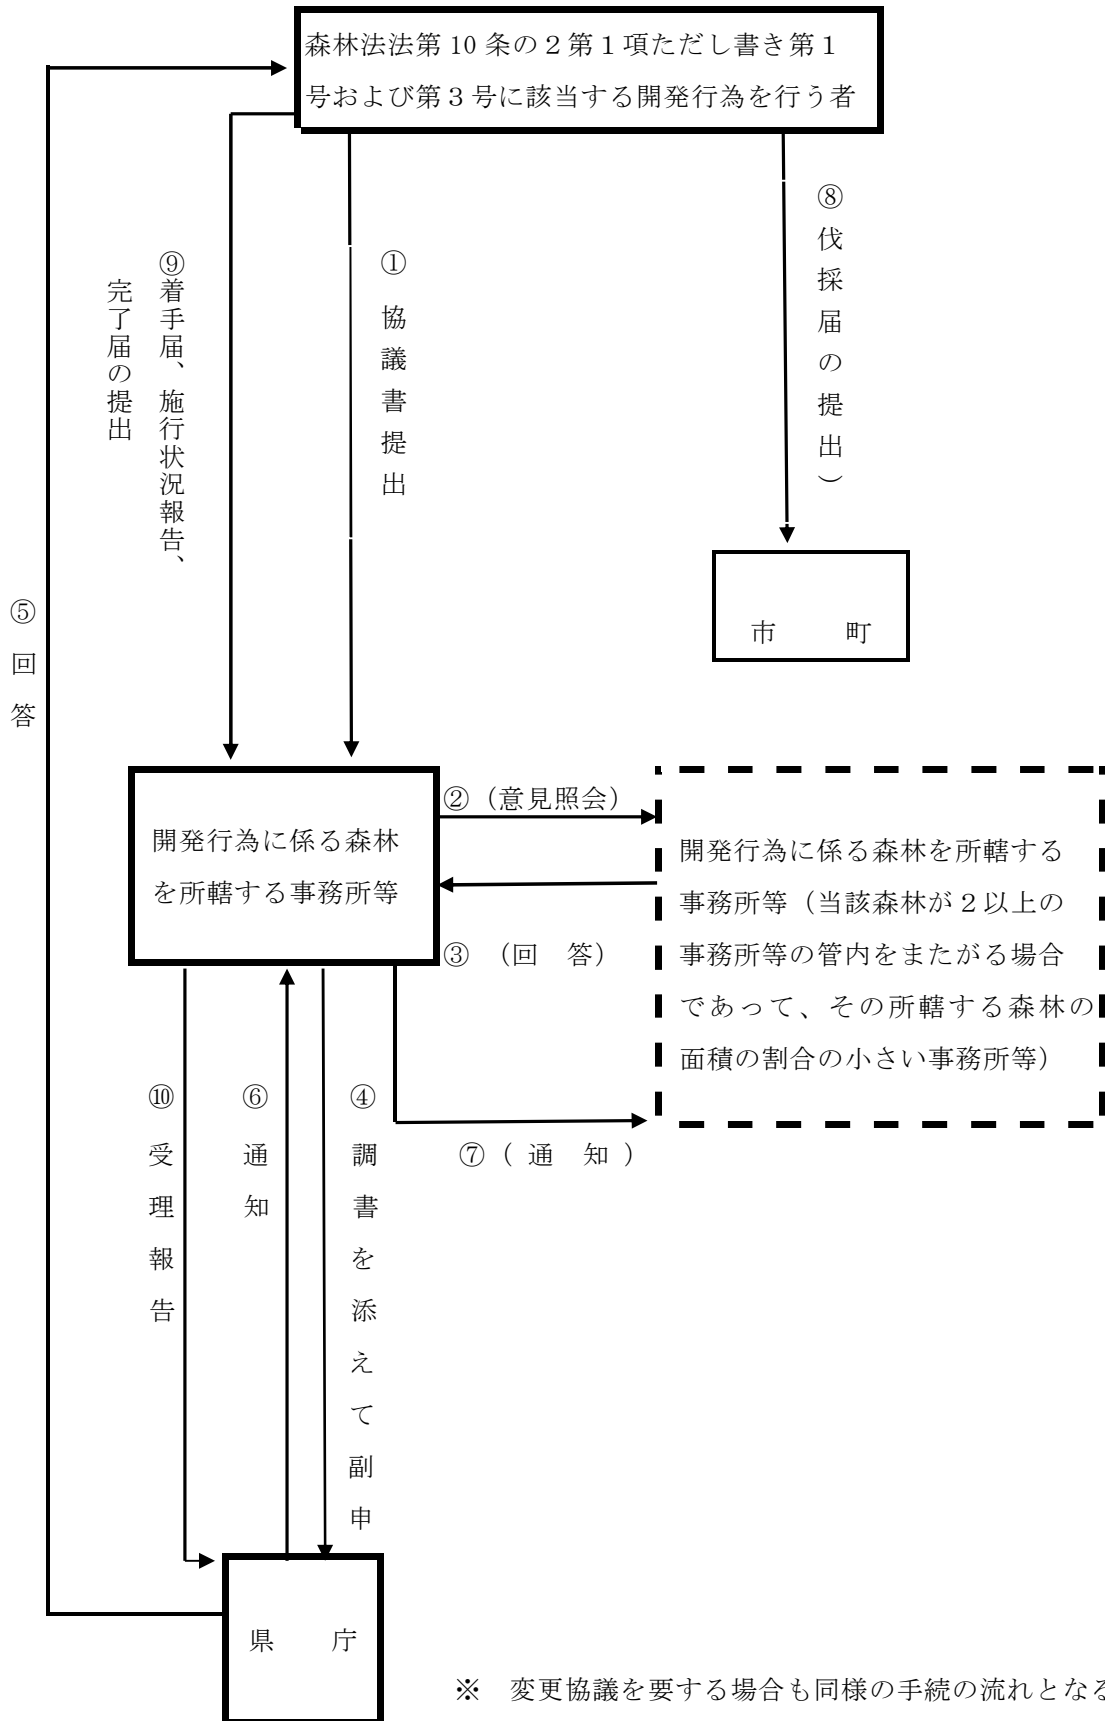 森林法法第10条の２第１項ただし書き第１
号および第３号に該当する開発行為を行う者
⑧伐採届の提出）
①協議書提出
⑨着手届、施行状況報告、
完了届の提出
⑤回答
市　　町
②（意見照会）
開発行為に係る森林
を所轄する事務所等
③　（回　答）
開発行為に係る森林を所轄する
事務所等（当該森林が２以上の
事務所等の管内をまたがる場合
であって、その所轄する森林の
面積の割合の小さい事務所等）
⑩受理報告
⑥通知
④調書を添えて副申
⑦（ 通　知 ）
県　　庁
※　変更協議を要する場合も同様の手続の流れとなる